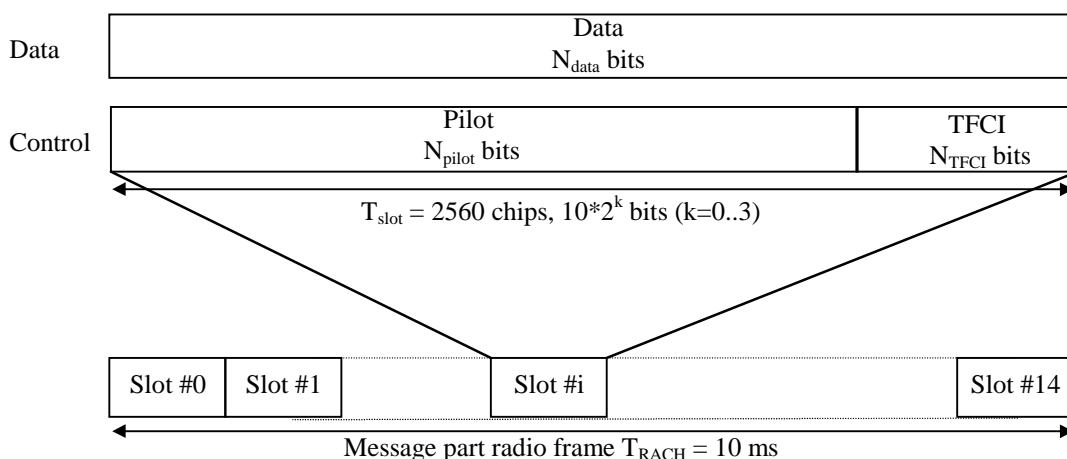 Data
Data
N_data bits
Control
Pilot
N_pilot bits
TFCI
N_TFCI bits
T_slot = 2560 chips, 10*2^k bits (k=0..3)
Slot #0
Slot #1
Slot #i
Slot #14
Message part radio frame T_RACH = 10 ms